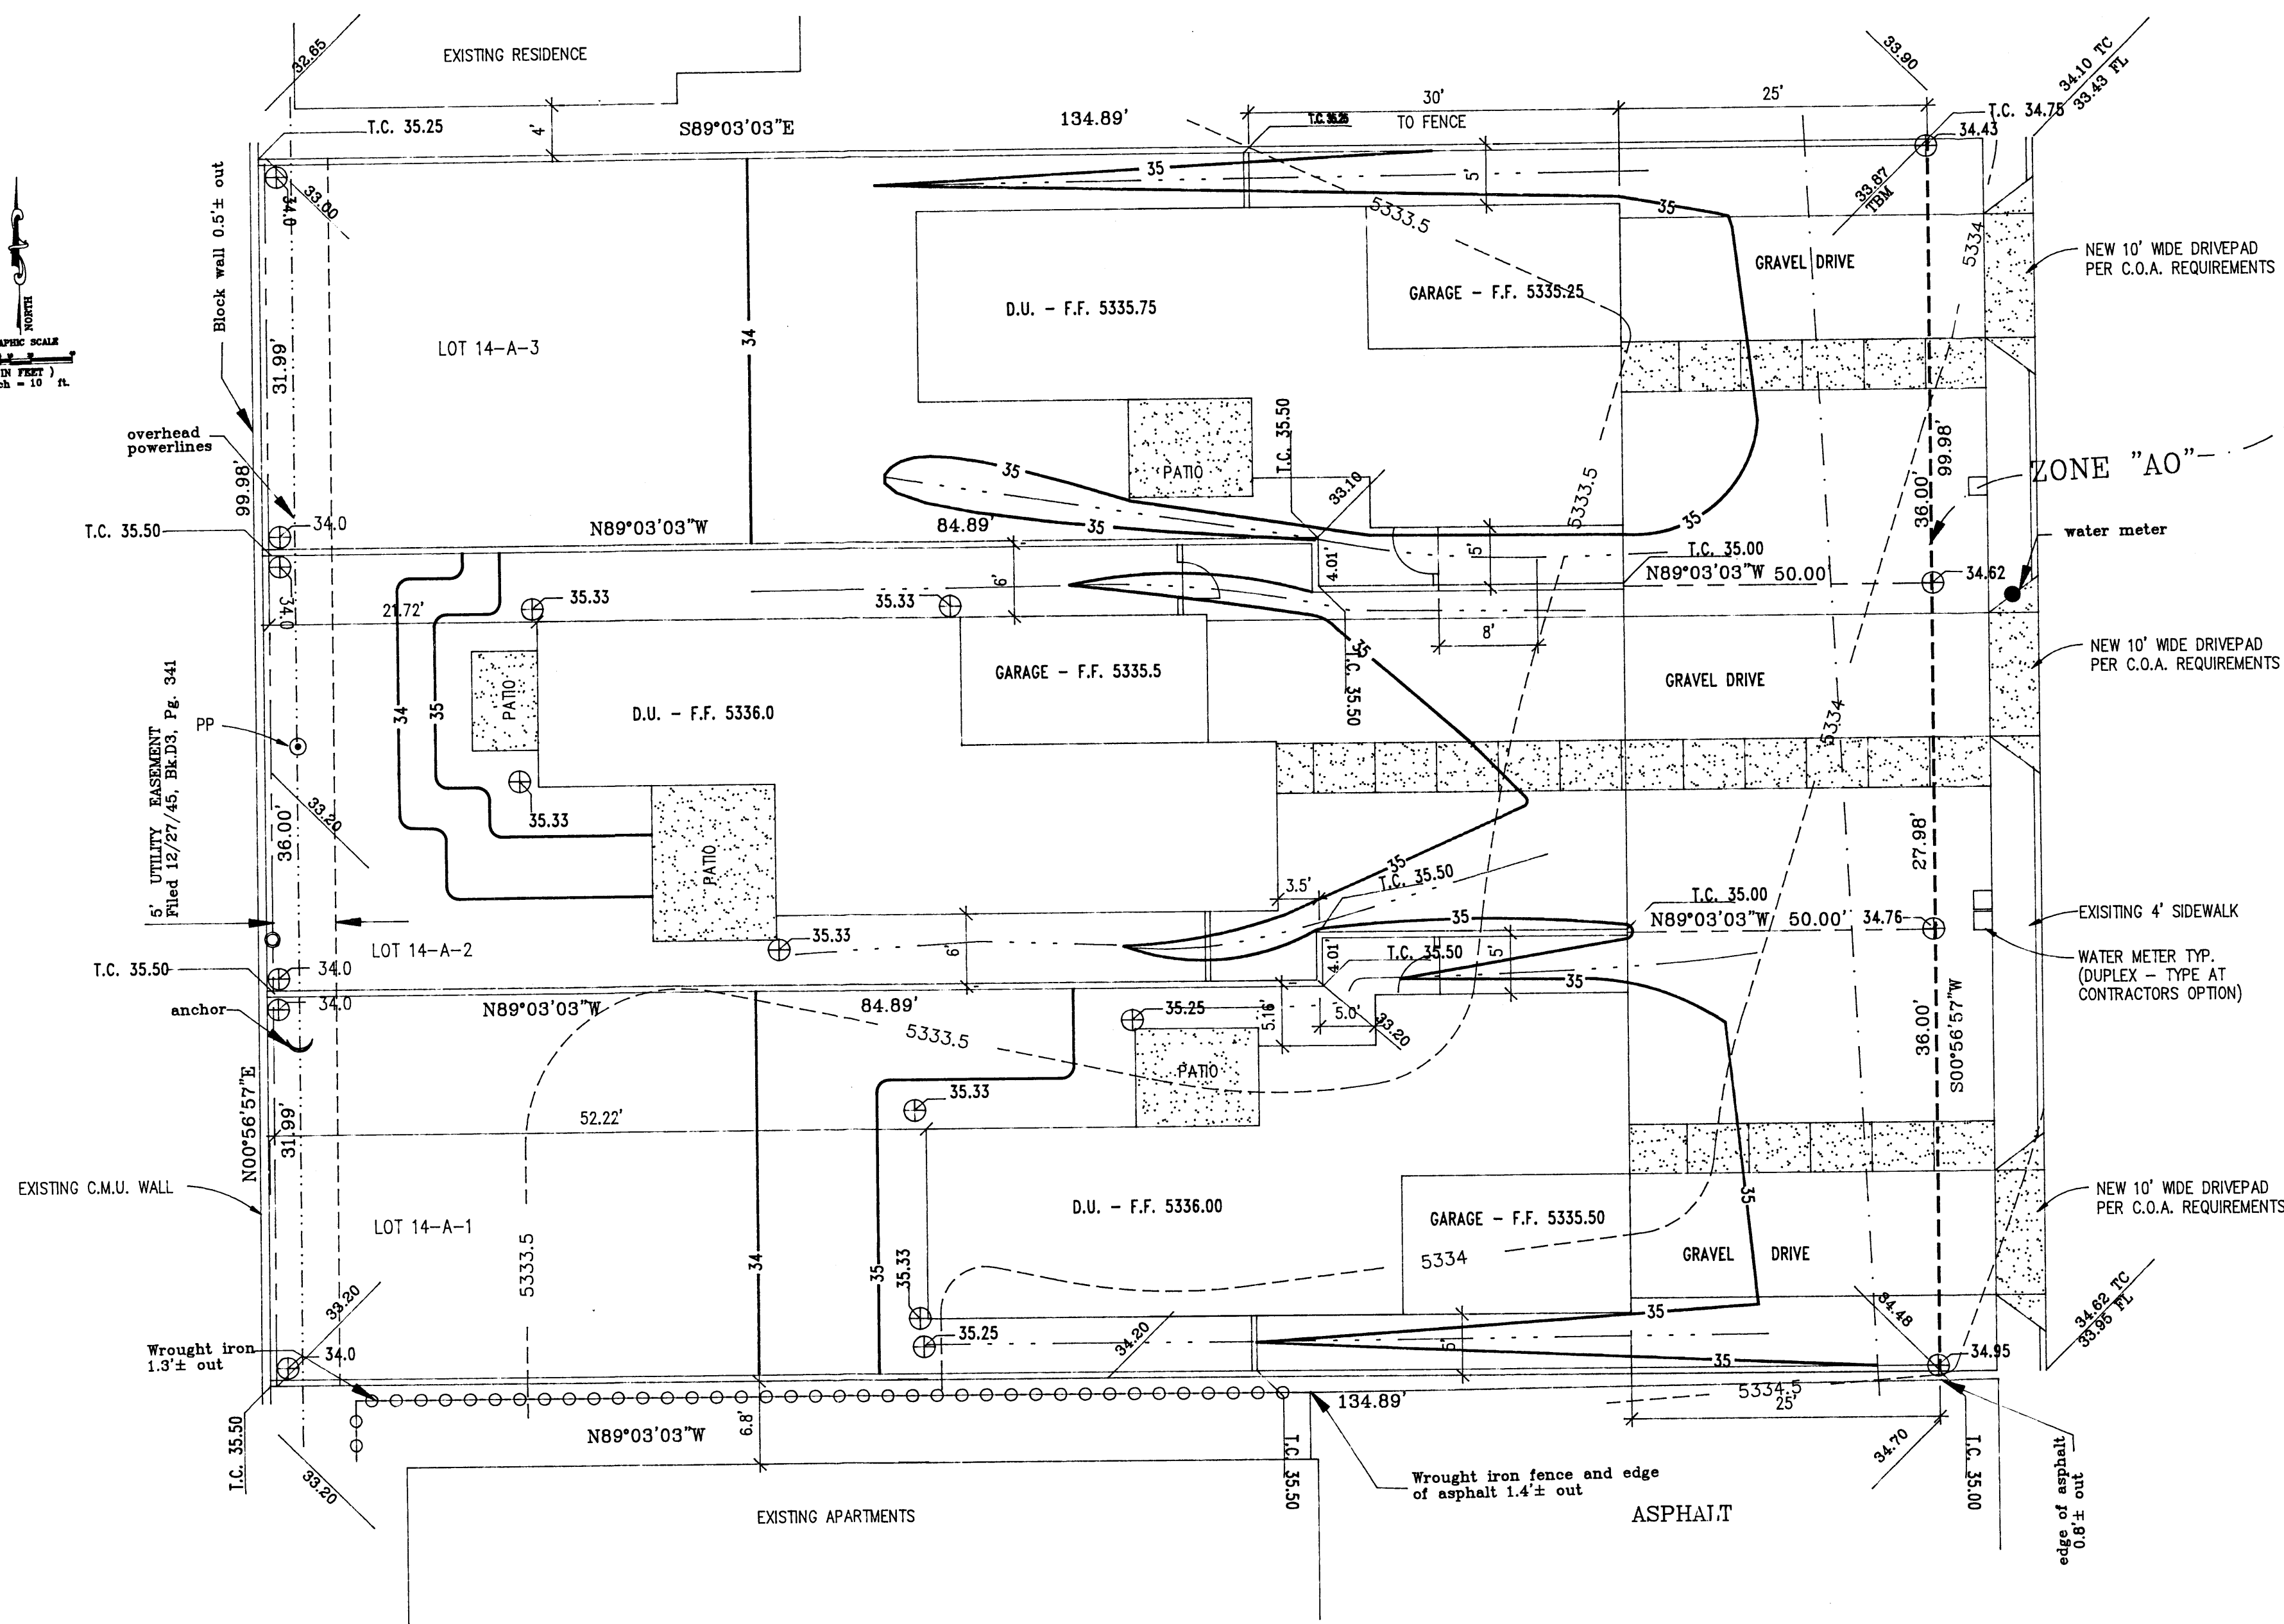 32.65
EXISTING RESIDENCE
33.90
34.10 TC
33.43 FL
T.C. 35.25
4'
S89°03'03"E
134.89'
30'
TO FENCE
25'
T.C. 34.75
34.43
33.87
TBM
Block wall 0.5'± out
33.00
34.0
35
5'
35
35
5333.5
5334
NORTH
APHIC SCALE
IN FEET )
ch = 10 ft.
LOT 14-A-3
31.99'
34
D.U. - F.F. 5335.75
GARAGE - F.F. 5335.25
GRAVEL DRIVE
NEW 10' WIDE DRIVEPAD
PER C.O.A. REQUIREMENTS
overhead
powerlines
99.98'
T.C. 35.50
PATIO
33.10
5333.5
36.00'
99.98'
ZONE "AO"
water meter
T.C. 35.50
34.0
N89°03'03"W
84.89'
35
35
35
5'
T.C. 35.00
N89°03'03"W 50.00'
34.62
34.0
21.72'
35.33
35.33
6'
4.01'
8'
35
T.C. 35.50
5' UTILITY EASEMENT
Filed 12/27/45, Bk.D3, Pg. 341
PP
34
35
PATIO
D.U. - F.F. 5336.0
GARAGE - F.F. 5335.5
GRAVEL DRIVE
5334
NEW 10' WIDE DRIVEPAD
PER C.O.A. REQUIREMENTS
33.20
36.00'
35.33
PATIO
27.98'
3.5'
35
T.C. 35.50
T.C. 35.00
N89°03'03"W 50.00'
34.76
EXISITING 4' SIDEWALK
WATER METER TYP.
(DUPLEX - TYPE AT
CONTRACTORS OPTION)
LOT 14-A-2
35.33
6'
35
4.01'
T.C. 35.50
5'
35
T.C. 35.50
34.0
34.0
anchor
N89°03'03"W
84.89'
5333.5
35.25
5.16'
5.0'
33.20
36.00'
S00°56'57"W
N00°56'57"E
31.99'
52.22'
35.33
PATIO
EXISTING C.M.U. WALL
LOT 14-A-1
5333.5
34
35
35.33
D.U. - F.F. 5336.00
GARAGE - F.F. 5335.50
5334
35
GRAVEL DRIVE
NEW 10' WIDE DRIVEPAD
PER C.O.A. REQUIREMENTS
33.20
Wrought iron
1.3'± out
34.0
35.25
34.20
5'
35
35
34.62 TC
33.95 FL
34.95
T.C. 35.50
33.20
N89°03'03"W
6.8'
134.89'
5334.5
25'
34.70
T.C. 35.50
T.C. 35.00
Wrought iron fence and edge
of asphalt 1.4'± out
edge of asphalt
0.8'± out
EXISTING APARTMENTS
ASPHALT